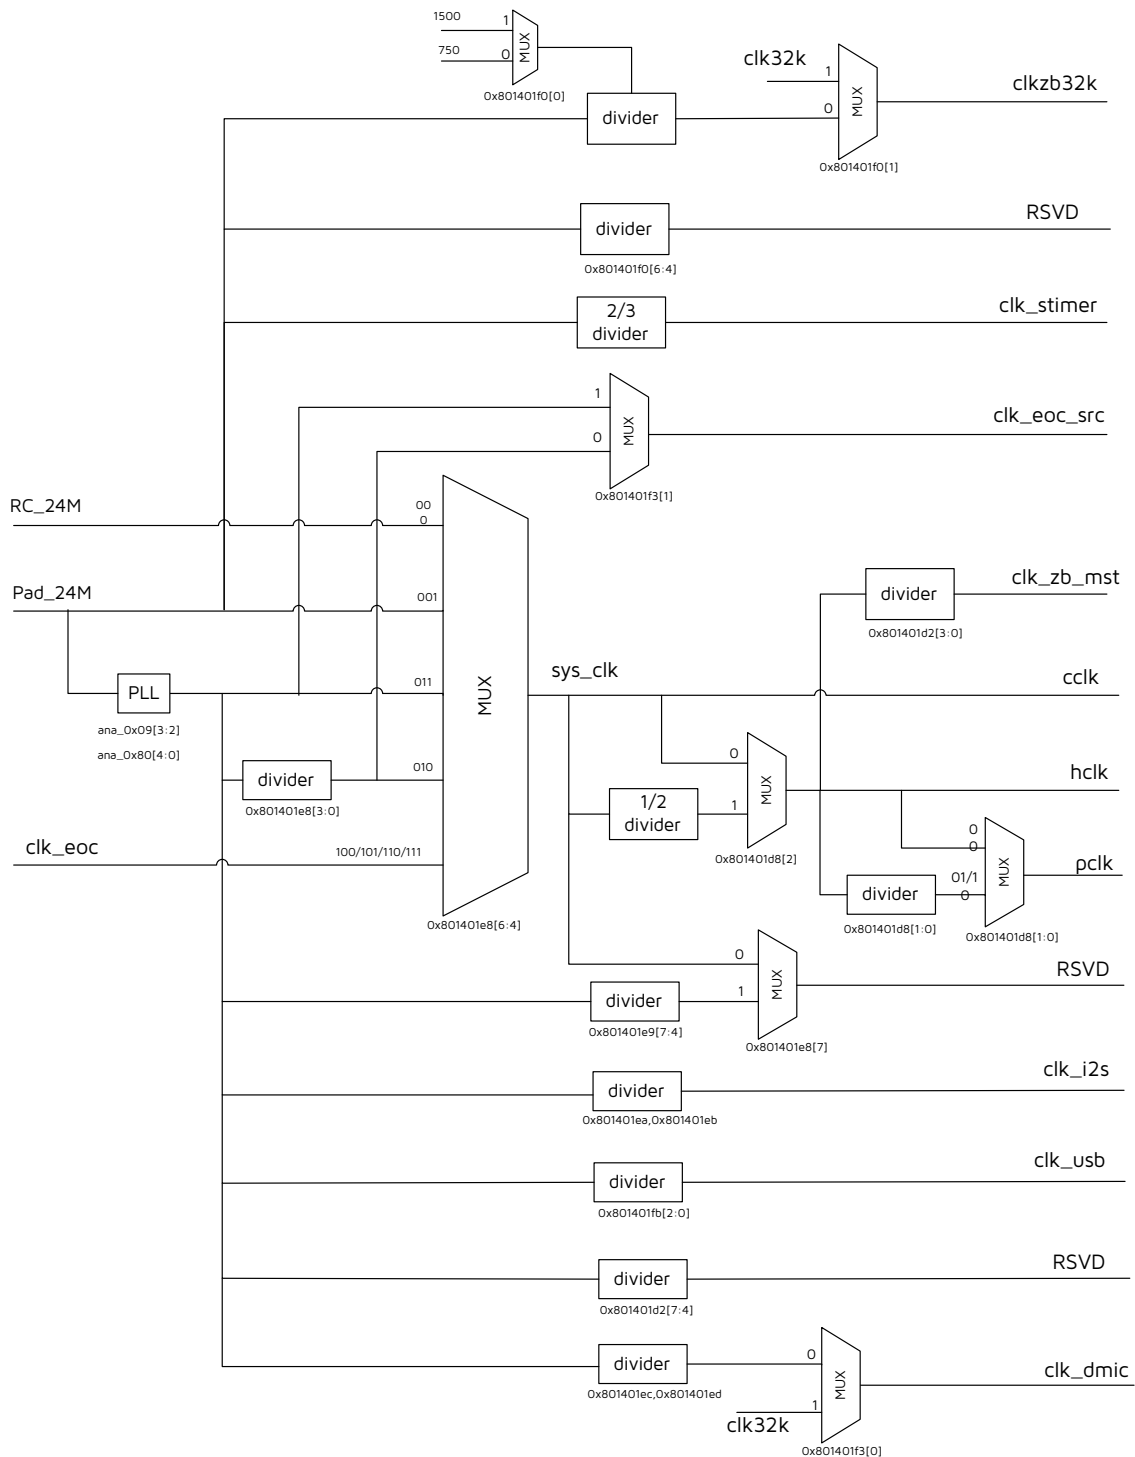 1500
1
750
0
MUX
0x801401f0[0]
clk32k
1
0
MUX
clkzb32k
divider
0x801401f0[1]
RSVD
divider
0x801401f0[6:4]
clk_stimer
2/3
divider
1
0
MUX
clk_eoc_src
0x801401f3[1]
RC_24M
00
0
Pad_24M
001
clk_zb_mst
divider
0x801401d2[3:0]
sys_clk
cclk
PLL
011
MUX
ana_0x09[3:2]
ana_0x80[4:0]
divider
010
0x801401e8[3:0]
0
1/2
divider
1
MUX
hclk
0x801401d8[2]
clk_eoc
100/101/110/111
0x801401e8[6:4]
0
0
01/1
0
MUX
pclk
divider
0x801401d8[1:0]
0x801401d8[1:0]
0
1
MUX
RSVD
divider
0x801401e9[7:4]
0x801401e8[7]
clk_i2s
divider
0x801401ea,0x801401eb
clk_usb
divider
0x801401fb[2:0]
RSVD
divider
0x801401d2[7:4]
divider
0x801401ec,0x801401ed
0
1
MUX
clk_dmic
clk32k
0x801401f3[0]